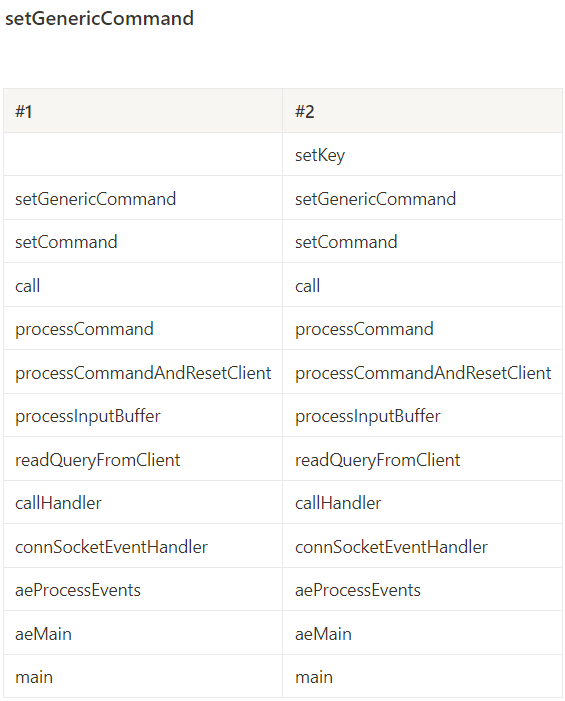 setGenericCommand
#1 #2
setKey
setGenericCommand setGenericCommand
setCommand setCommand
call call
processCommand processCommand
processCommandAndResetClient processCommandAndResetClient
processInputBuffer processInputBuffer
readQueryFromClient readQueryFromClient
callHandler callHandler
connSocketEventHandler connSocketEventHandler
aeProcessEvents aeProcessEvents
aeMain aeMain
main main